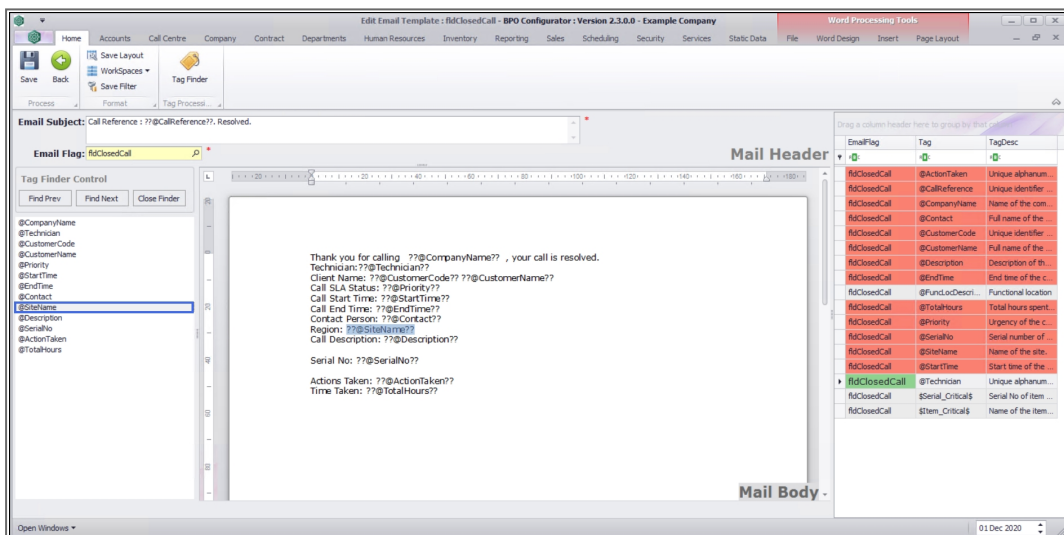 Edit Email Template : fldClosedCall - BPO Configurator : Version 2.3.0.0 - Example Company
Word Processing Tools
Home Accounts Call Centre Company Contract Departments Human Resources Inventory Reporting Sales Scheduling Security Services Static Data File Word Design Insert Page Layout
Save
Back
Save Layout
WorkSpaces
Save Filter
Tag Finder
Process Format Tag Processi...
Email Subject: Call Reference : ??@CallReference??. Resolved. *
Email Flag: fldClosedCall *
Mail Header
Tag Finder Control
Find Prev Find Next Close Finder
@CompanyName
@Technician
@CustomerCode
@CustomerName
@Priority
@StartTime
@EndTime
@Contact
@SiteName
@Description
@SerialNo
@ActionTaken
@TotalHours
Thank you for calling ??@CompanyName?? , your call is resolved.
Technician:??@Technician??
Client Name: ??@CustomerCode?? ??@CustomerName??
Call SLA Status: ??@Priority??
Call Start Time: ??@StartTime??
Call End Time: ??@EndTime??
Contact Person: ??@Contact??
Region: ??@SiteName??
Call Description: ??@Description??
Serial No: ??@SerialNo??
Actions Taken: ??@ActionTaken??
Time Taken: ??@TotalHours??
Mail Body
Drag a column header here to group by that column
EmailFlag Tag TagDesc
fldClosedCall @ActionTaken Unique alphanum...
fldClosedCall @CallReference Unique identifier ...
fldClosedCall @CompanyName Name of the com...
fldClosedCall @Contact Full name of the ...
fldClosedCall @CustomerCode Unique identifier ...
fldClosedCall @CustomerName Full name of the ...
fldClosedCall @Description Description of th...
fldClosedCall @EndTime End time of the c...
fldClosedCall @FuncLocDescri... Functional location
fldClosedCall @TotalHours Total hours spent...
fldClosedCall @Priority Urgency of the c...
fldClosedCall @SerialNo Serial number of ...
fldClosedCall @SiteName Name of the site.
fldClosedCall @StartTime Start time of the ...
fldClosedCall @Technician Unique alphanum...
fldClosedCall $Serial_Critical$ Serial No of item ...
fldClosedCall $Item_Critical$ Name of the item...
Open Windows
01 Dec 2020